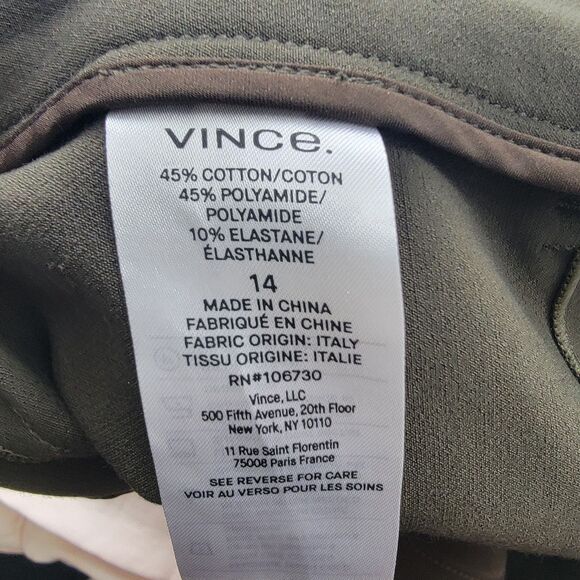 VINCE.
45% COTTON/COTON
45% POLYAMIDE/
POLYAMIDE
10% ELASTANE/
ÉLASTHANNE
14
MADE IN CHINA
FABRIQUÉ EN CHINE
FABRIC ORIGIN: ITALY
TISSU ORIGINE: ITALIE
RN#106730
Vince, LLC
500 Fifth Avenue, 20th Floor
New York, NY 10110
11 Rue Saint Florentin
75008 Paris France
SEE REVERSE FOR CARE
VOIR AU VERSO POUR LES SOINS